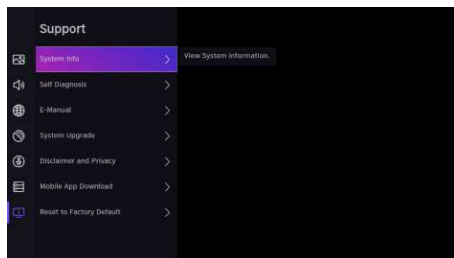 Support
System Info
View System Information.
Self Diagnosis
E-Manual
System Upgrade
Disclaimer and Privacy
Mobile App Download
Reset to Factory Default